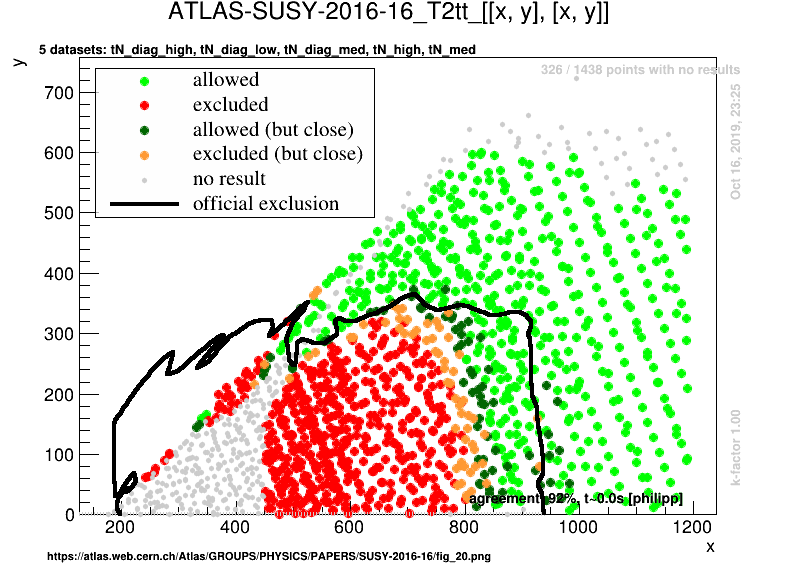 ATLAS-SUSY-2016-16_T2tt_[[x, y], [x, y]]
5 datasets: tN_diag_high, tN_diag_low, tN_diag_med, tN_high, tN_med
y
326 / 1438 points with no results
allowed
excluded
allowed (but close)
excluded (but close)
no result
official exclusion
Oct 16, 2019, 23:25
k-factor 1.00
700
600
500
400
300
200
100
0
agreement: 92%, t~0.0s [philipp]
200 400 600 800 1000 1200
x
https://atlas.web.cern.ch/Atlas/GROUPS/PHYSICS/PAPERS/SUSY-2016-16/fig_20.png